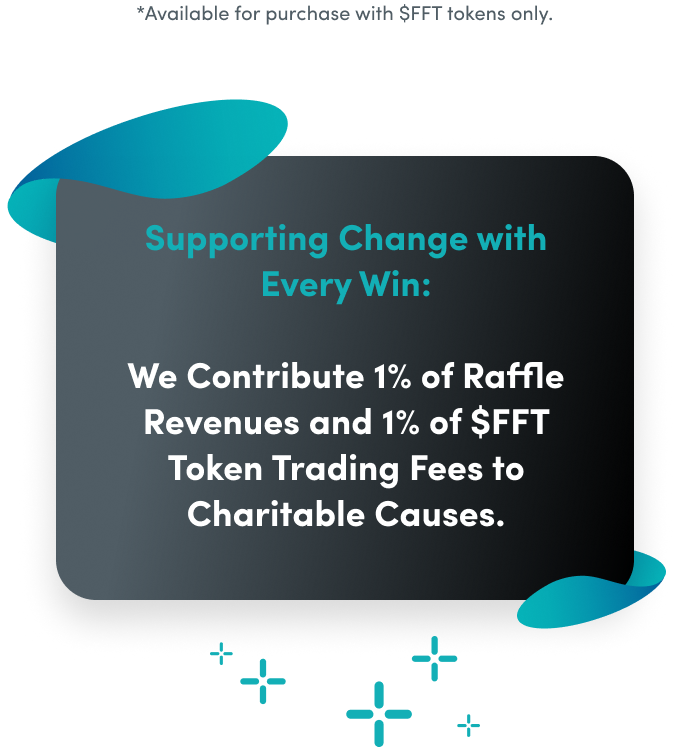 *Available for purchase with $FFT tokens only.
Supporting Change with
Every Win:
We Contribute 1% of Raffle
Revenues and 1% of $FFT
Token Trading Fees to
Charitable Causes.